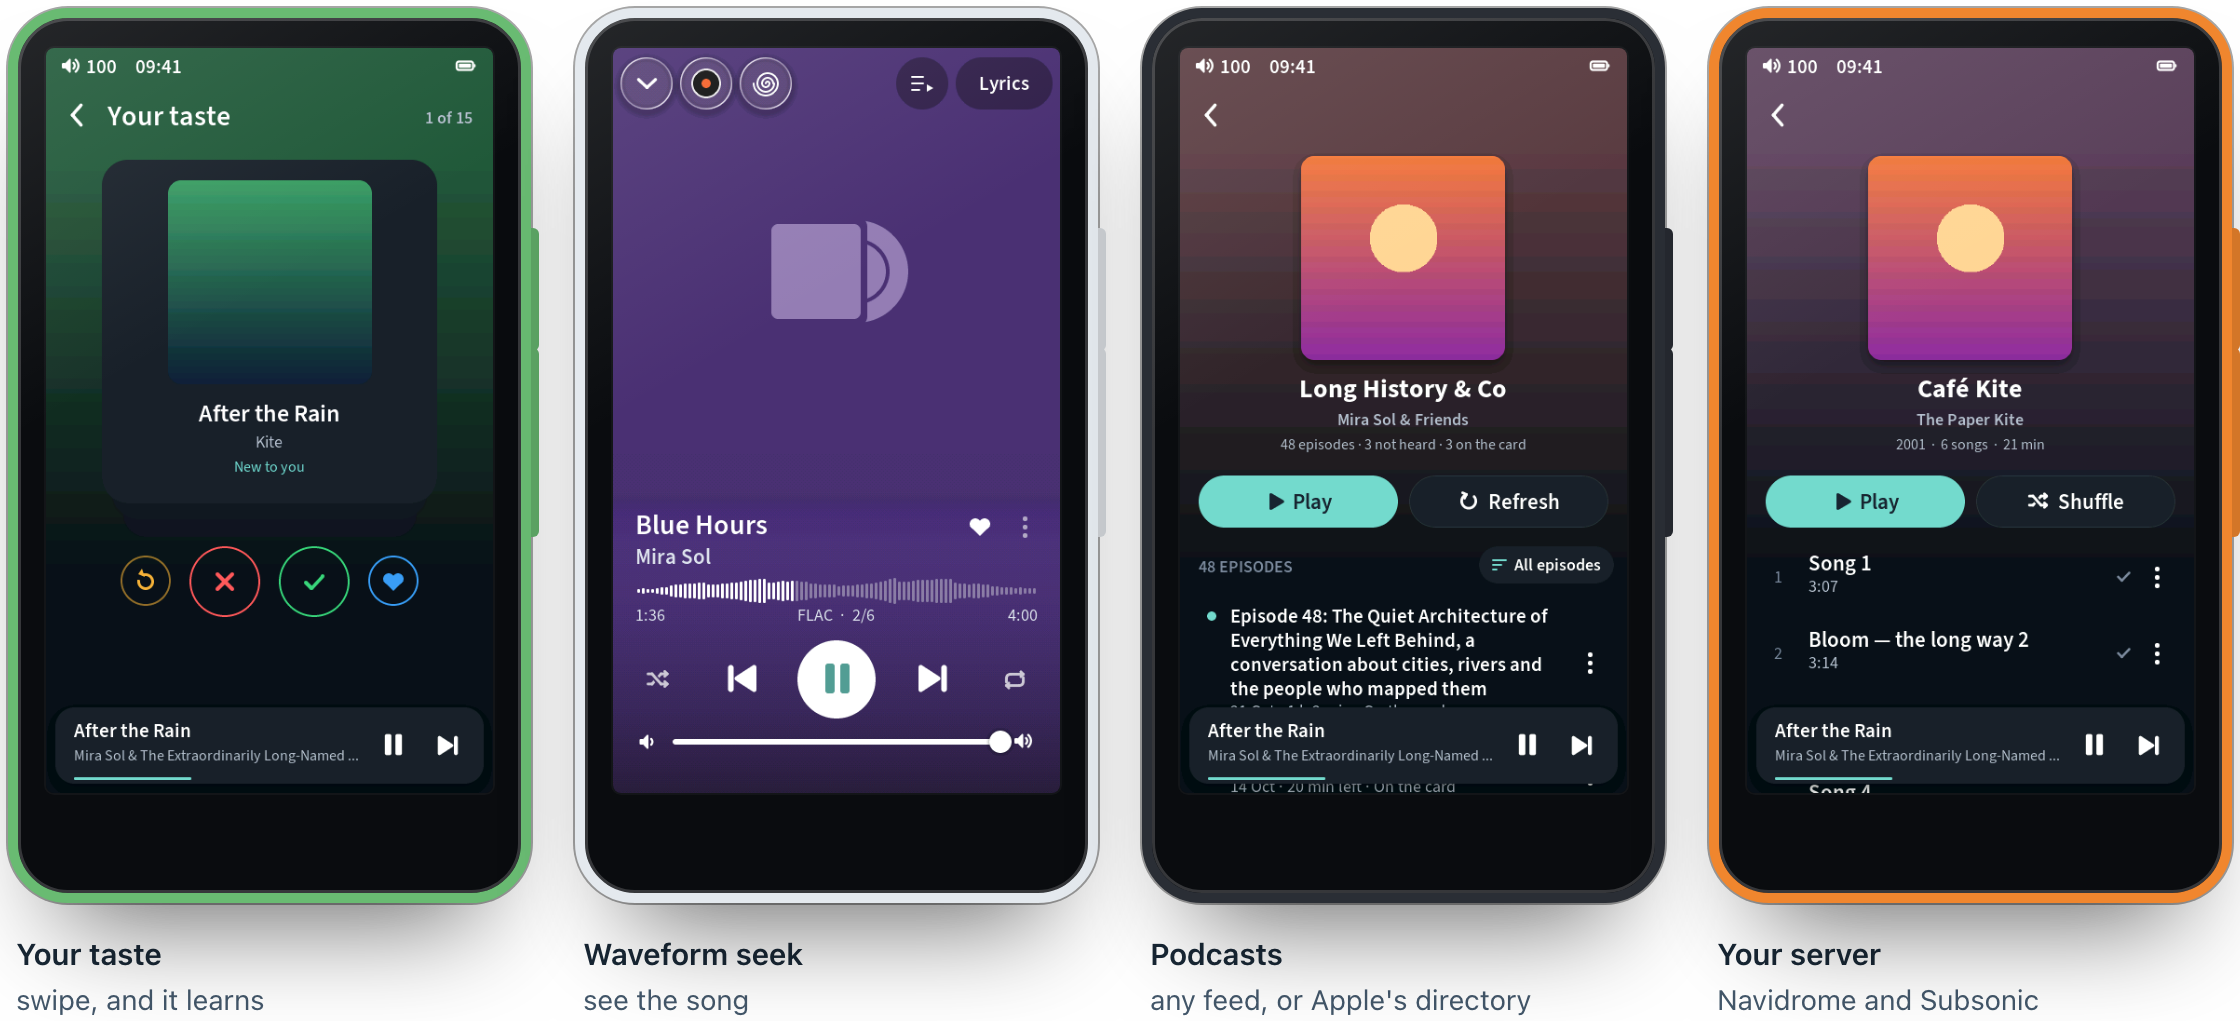 100 09:41
Your taste
1 of 15
After the Rain
Kite
New to you
After the Rain
Mira Sol & The Extraordinarily Long-Named ...
Your taste
swipe, and it learns
Lyrics
Blue Hours
Mira Sol
1:36
FLAC · 2/6
4:00
Waveform seek
see the song
100 09:41
Long History & Co
Mira Sol & Friends
48 episodes · 3 not heard · 3 on the card
Play
Refresh
48 EPISODES
All episodes
Episode 48: The Quiet Architecture of
Everything We Left Behind, a
conversation about cities, rivers and
the people who mapped them
After the Rain
Mira Sol & The Extraordinarily Long-Named ...
14 Oct · 20 min left · On the card
Podcasts
any feed, or Apple's directory
100 09:41
Café Kite
The Paper Kite
2001 · 6 songs · 21 min
Play
Shuffle
1
Song 1
3:07
2
Bloom — the long way 2
3:14
After the Rain
Mira Sol & The Extraordinarily Long-Named ...
Song 4
Your server
Navidrome and Subsonic